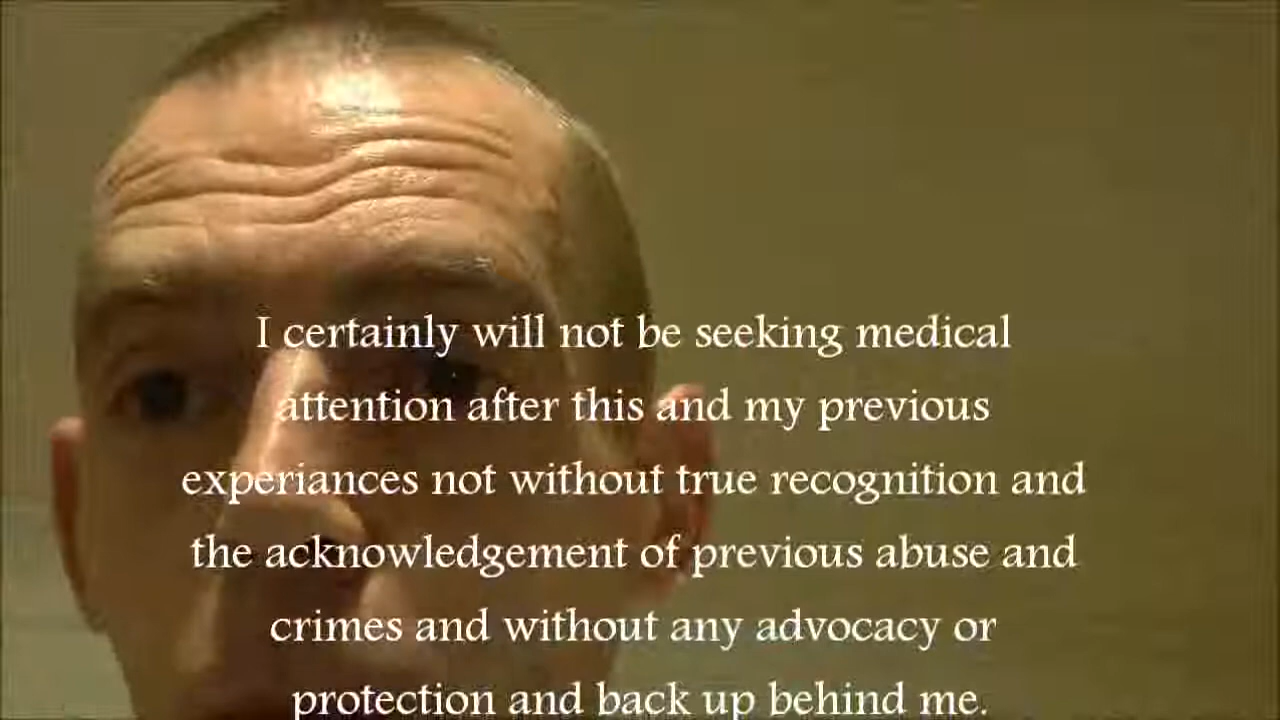 I certainly will not be seeking medical
attention after this and my previous
experiances not without true recognition and
the acknowledgement of previous abuse and
crimes and without any advocacy or
protection and back up behind me.